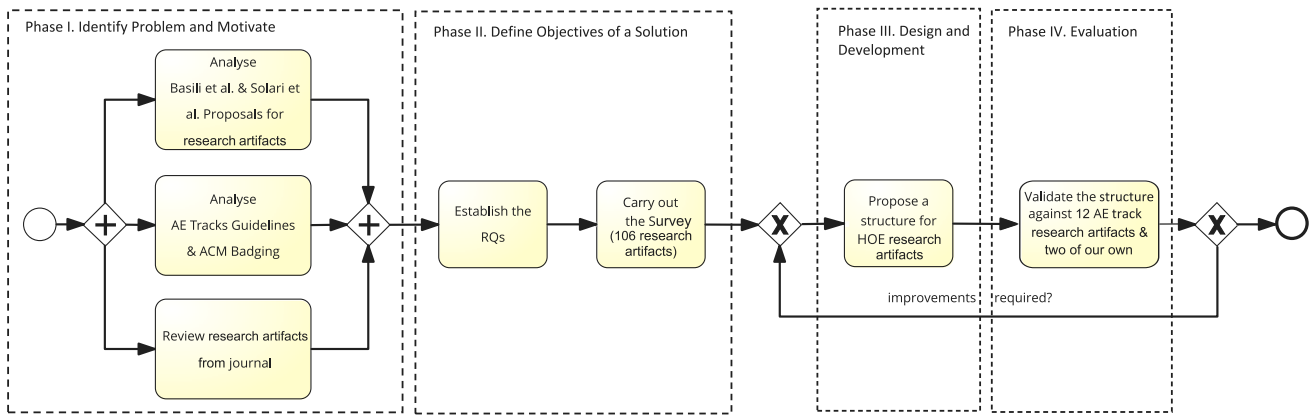 Phase I. Identify Problem and Motivate
Analyse
Basili et al. & Solari et
al. Proposals for
research artifacts
Analyse
AE Tracks Guidelines
& ACM Badging
Review research artifacts
from journal
Phase II. Define Objectives of a Solution
Establish the
RQs
Carry out
the Survey
(106 research
artifacts)
Phase III. Design and
Development
Propose a
structure for
HOE research
artifacts
Phase IV. Evaluation
Validate the structure
against 12 AE track
research artifacts &
two of our own
improvements required?